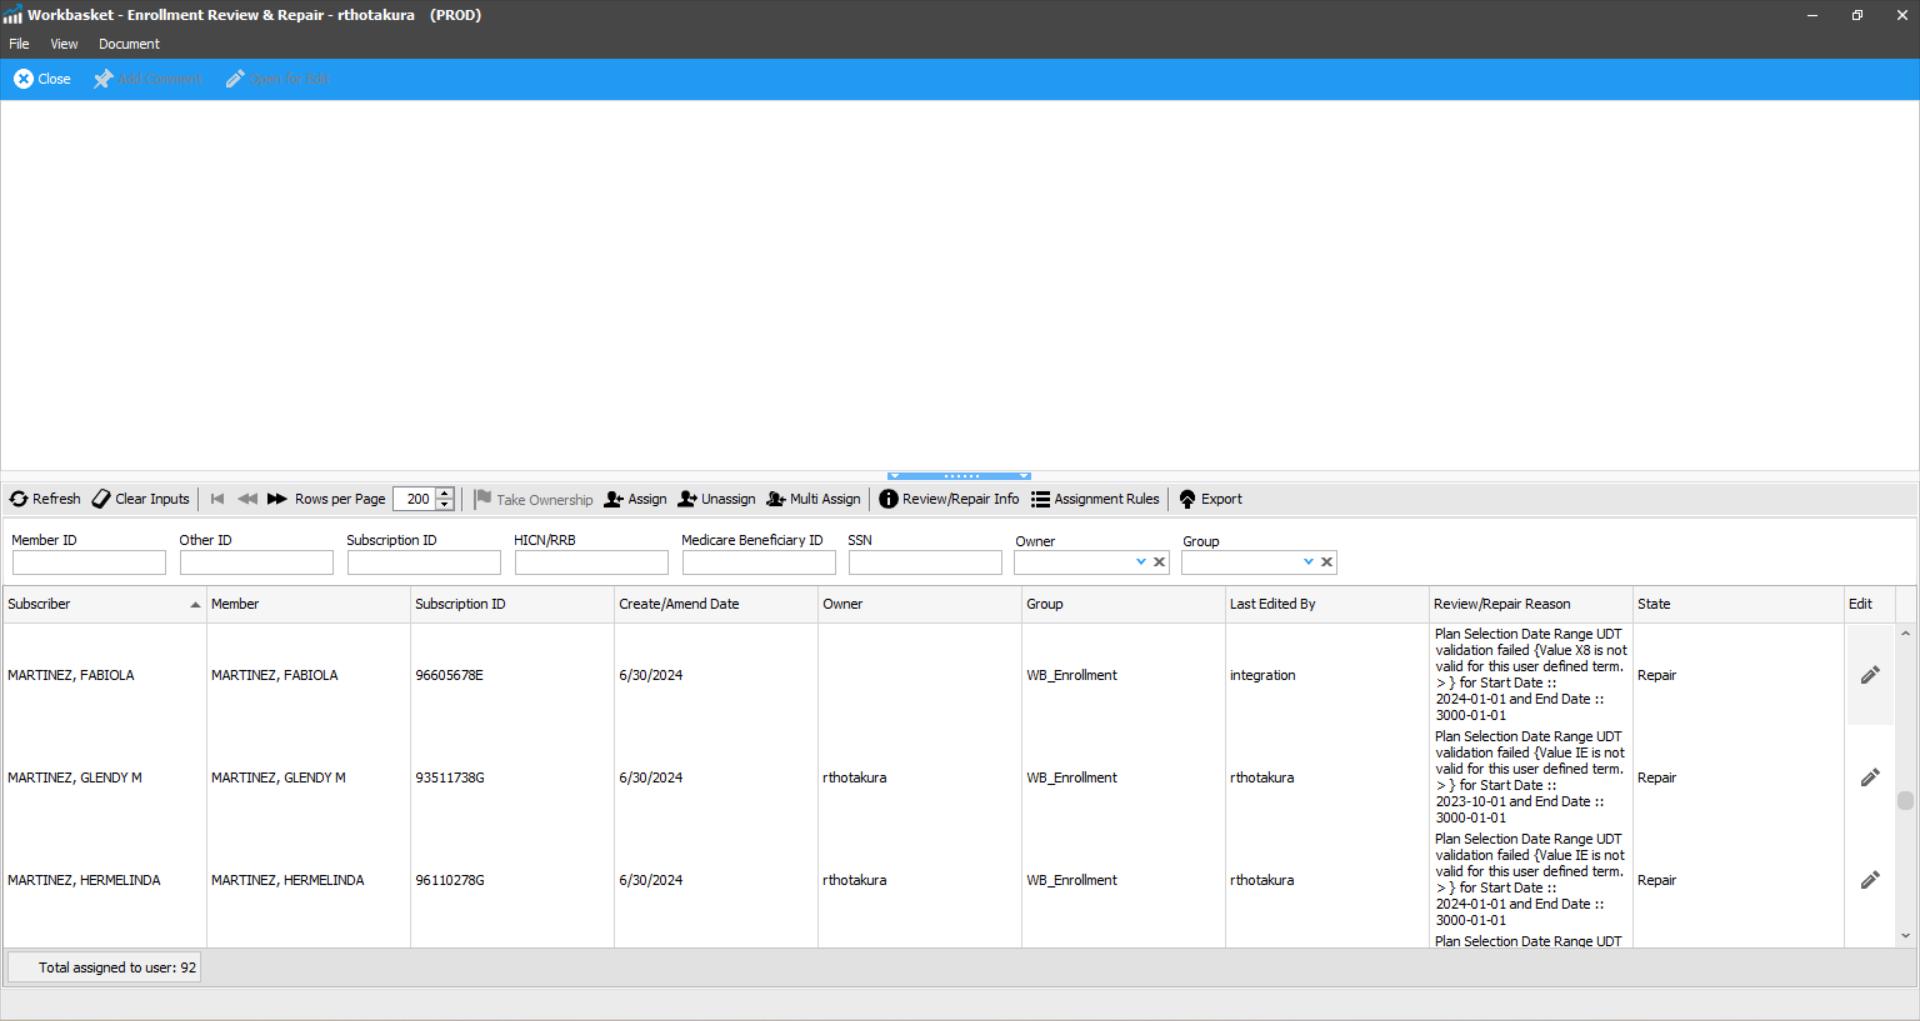 Workbasket - Enrollment Review & Repair - rthotakura (PROD)
File View Document
Close Add Comment Open for Edit
Refresh Clear Inputs Rows per Page 200 Take Ownership Assign Unassign Multi Assign Review/Repair Info Assignment Rules Export
Member ID Other ID Subscription ID HICN/RRB Medicare Beneficiary ID SSN Owner Group
Subscriber Member Subscription ID Create/Amend Date Owner Group Last Edited By Review/Repair Reason State Edit
MARTINEZ, FABIOLA MARTINEZ, FABIOLA 96605678E 6/30/2024 WB_Enrollment integration
Plan Selection Date Range UDT
validation failed {Value X8 is not
valid for this user defined term.
> } for Start Date ::
2024-01-01 and End Date ::
3000-01-01
Repair
MARTINEZ, GLENDY M MARTINEZ, GLENDY M 93511738G 6/30/2024 rthotakura WB_Enrollment rthotakura
Plan Selection Date Range UDT
validation failed {Value IE is not
valid for this user defined term.
> } for Start Date ::
2023-10-01 and End Date ::
3000-01-01
Repair
MARTINEZ, HERMELINDA MARTINEZ, HERMELINDA 96110278G 6/30/2024 rthotakura WB_Enrollment rthotakura
Plan Selection Date Range UDT
validation failed {Value IE is not
valid for this user defined term.
> } for Start Date ::
2024-01-01 and End Date ::
3000-01-01
Repair
Plan Selection Date Range UDT
Total assigned to user: 92